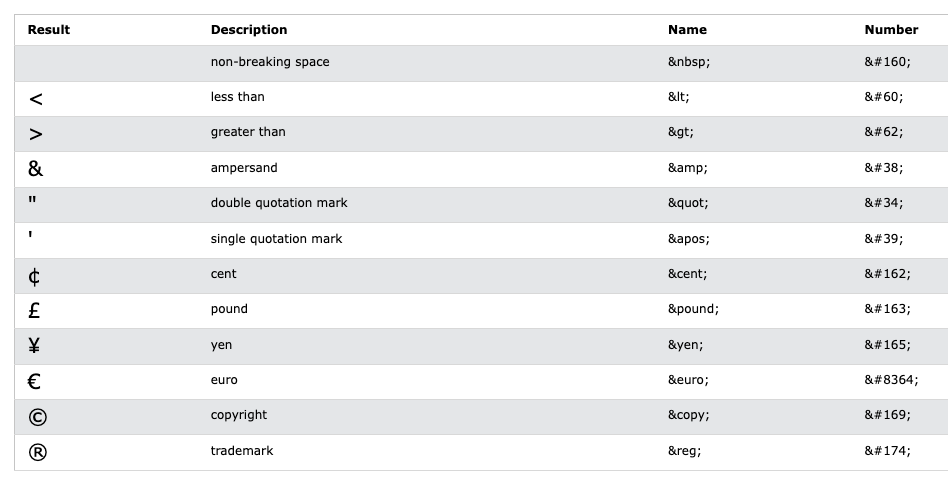 Result Description Name Number
non-breaking space &nbsp; &#160;
< less than &lt; &#60;
> greater than &gt; &#62;
& ampersand &amp; &#38;
" double quotation mark &quot; &#34;
' single quotation mark &apos; &#39;
¢ cent &cent; &#162;
£ pound &pound; &#163;
¥ yen &yen; &#165;
€ euro &euro; &#8364;
© copyright &copy; &#169;
® trademark &reg; &#174;